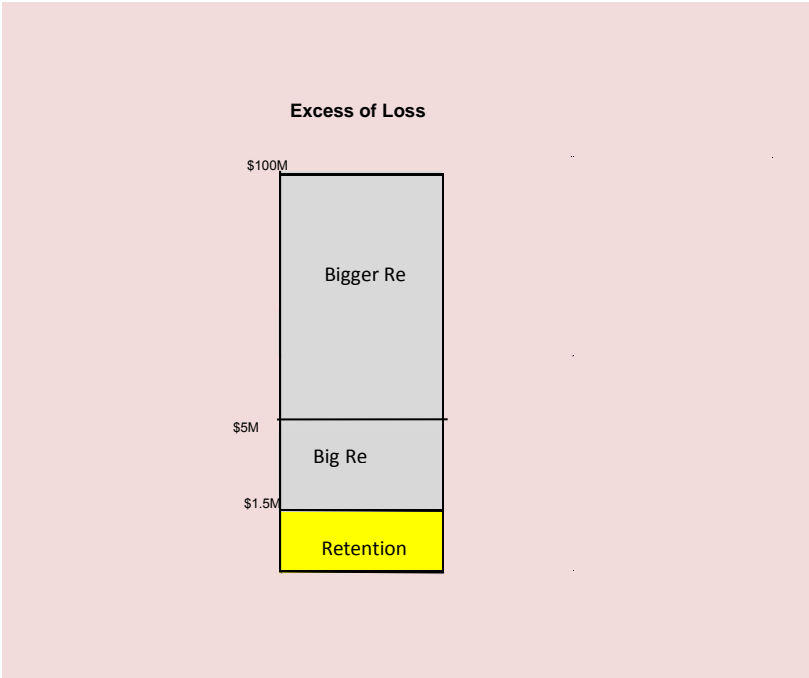 Excess of Loss
$100M
Bigger Re
$5M
Big Re
$1.5M
Retention